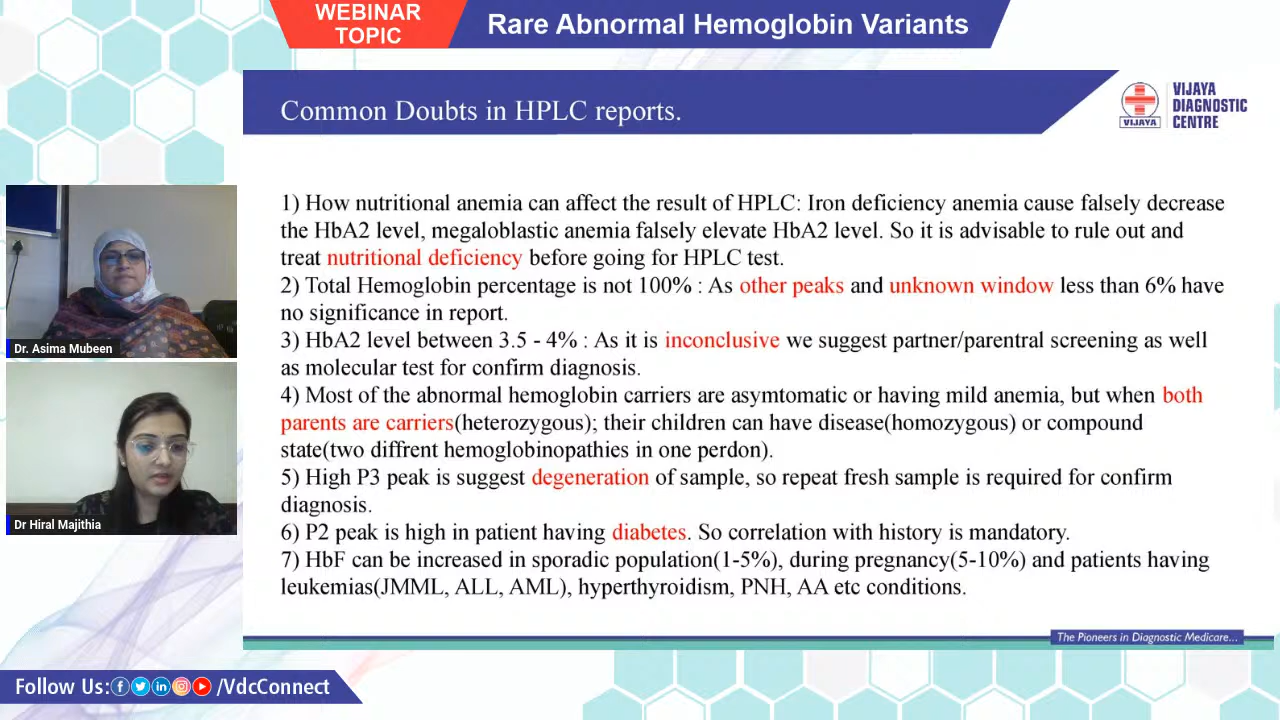 WEBINAR
TOPIC
Rare Abnormal Hemoglobin Variants
Common Doubts in HPLC reports.
VIJAYA
VIJAYA
DIAGNOSTIC
CENTRE
1) How nutritional anemia can affect the result of HPLC: Iron deficiency anemia cause falsely decrease
the HbA2 level, megaloblastic anemia falsely elevate HbA2 level. So it is advisable to rule out and
treat nutritional deficiency before going for HPLC test.
2) Total Hemoglobin percentage is not 100% : As other peaks and unknown window less than 6% have
no significance in report.
3) HbA2 level between 3.5 - 4% : As it is inconclusive we suggest partner/parentral screening as well
as molecular test for confirm diagnosis.
4) Most of the abnormal hemoglobin carriers are asymtomatic or having mild anemia, but when both
parents are carriers(heterozygous); their children can have disease(homozygous) or compound
state(two diffrent hemoglobinopathies in one perdon).
5) High P3 peak is suggest degeneration of sample, so repeat fresh sample is required for confirm
diagnosis.
6) P2 peak is high in patient having diabetes. So correlation with history is mandatory.
7) HbF can be increased in sporadic population(1-5%), during pregnancy(5-10%) and patients having
leukemias(JMML, ALL, AML), hyperthyroidism, PNH, AA etc conditions.
Dr. Asima Mubeen
Dr Hiral Majithia
The Pioneers in Diagnostic Medicare...
Follow Us: /VdcConnect